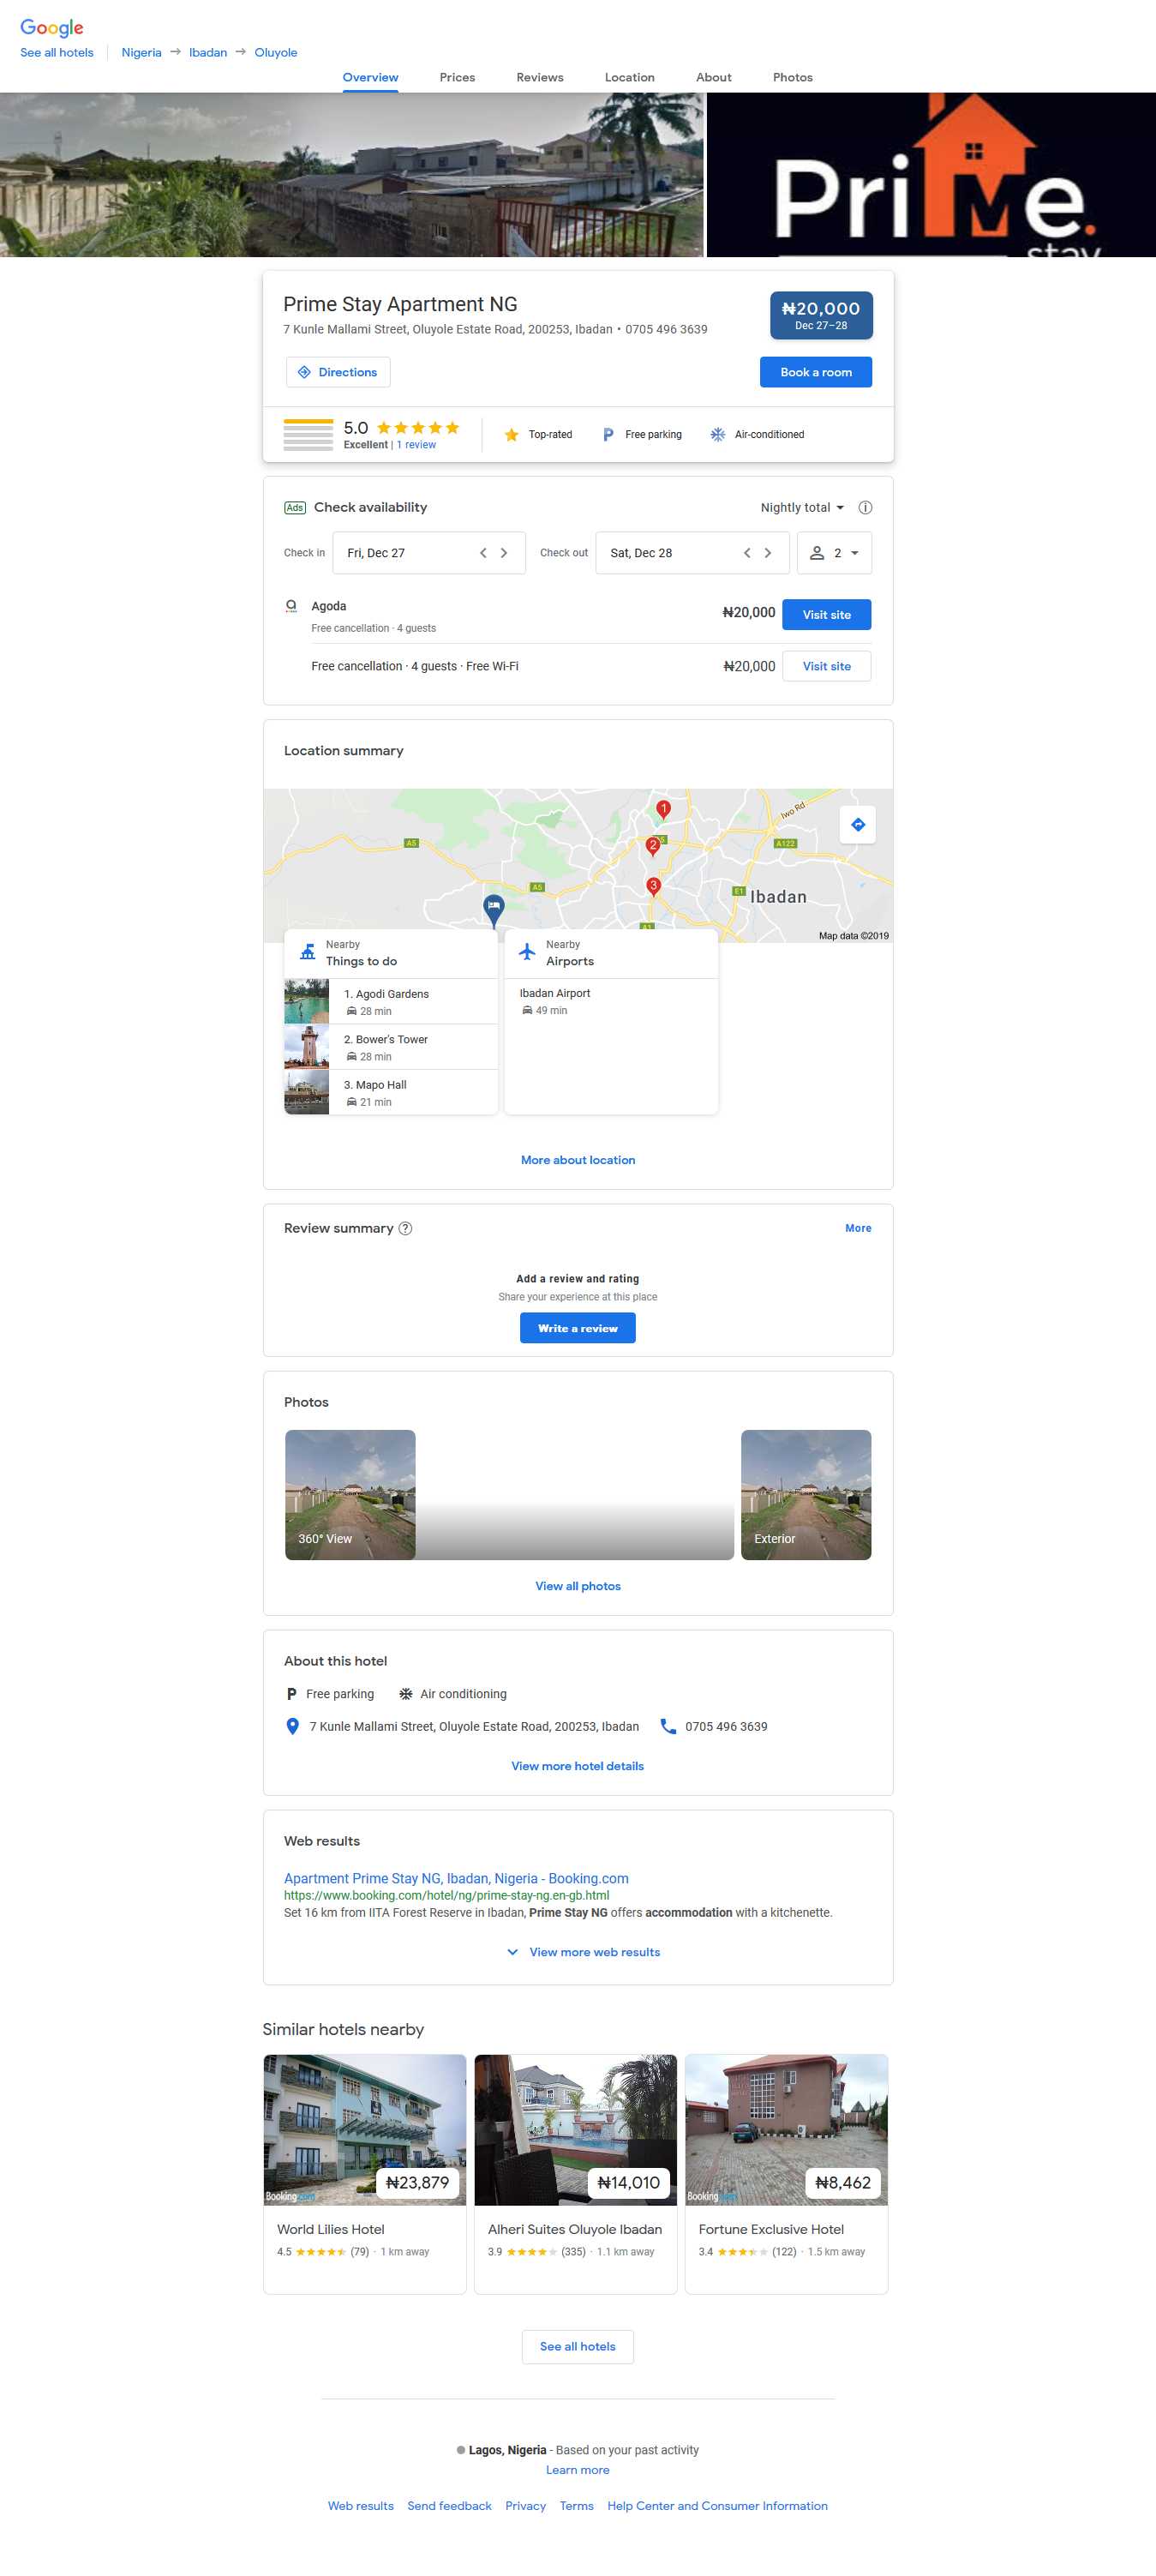 Google
See all hotels Nigeria → Ibadan → Oluyole
Overview Prices Reviews Location About Photos
PriMe.
stay
Prime Stay Apartment NG
7 Kunle Mallami Street, Oluyole Estate Road, 200253, Ibadan • 0705 496 3639
₦20,000
Dec 27–28
Directions
Book a room
5.0
Excellent | 1 review
Top-rated
Free parking
Air-conditioned
Ads Check availability
Nightly total
Check in Fri, Dec 27
Check out Sat, Dec 28
2
Agoda
Free cancellation · 4 guests
₦20,000 Visit site
Free cancellation · 4 guests · Free Wi-Fi
₦20,000 Visit site
Location summary
1
Iwo Rd
A5
2
A5
A122
3
A5
E1
Ibadan
A1
Map data ©2019
Nearby
Things to do
1. Agodi Gardens
28 min
2. Bower's Tower
28 min
3. Mapo Hall
21 min
Nearby
Airports
Ibadan Airport
49 min
More about location
Review summary
More
Add a review and rating
Share your experience at this place
Write a review
Photos
360° View
Exterior
View all photos
About this hotel
Free parking Air conditioning
7 Kunle Mallami Street, Oluyole Estate Road, 200253, Ibadan 0705 496 3639
View more hotel details
Web results
Apartment Prime Stay NG, Ibadan, Nigeria - Booking.com
https://www.booking.com/hotel/ng/prime-stay-ng.en-gb.html
Set 16 km from IITA Forest Reserve in Ibadan, Prime Stay NG offers accommodation with a kitchenette.
View more web results
Similar hotels nearby
Booking.com
₦23,879
World Lilies Hotel
4.5 (79) · 1 km away
₦14,010
Alheri Suites Oluyole Ibadan
3.9 (335) · 1.1 km away
Booking
₦8,462
Fortune Exclusive Hotel
3.4 (122) · 1.5 km away
See all hotels
Lagos, Nigeria - Based on your past activity
Learn more
Web results Send feedback Privacy Terms Help Center and Consumer Information